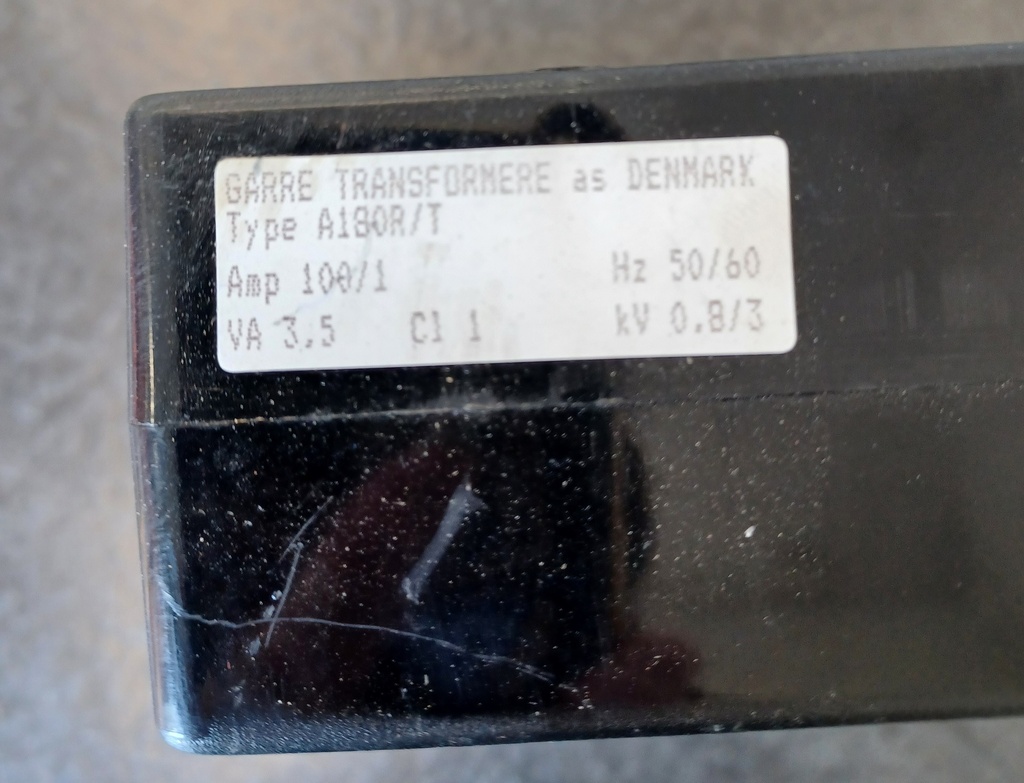 GARRE TRANSFORMERE as DENMARK
Type A180R/T
Amp 100/1 Hz 50/60
VA 3.5 Cl 1 kV 0.8/3